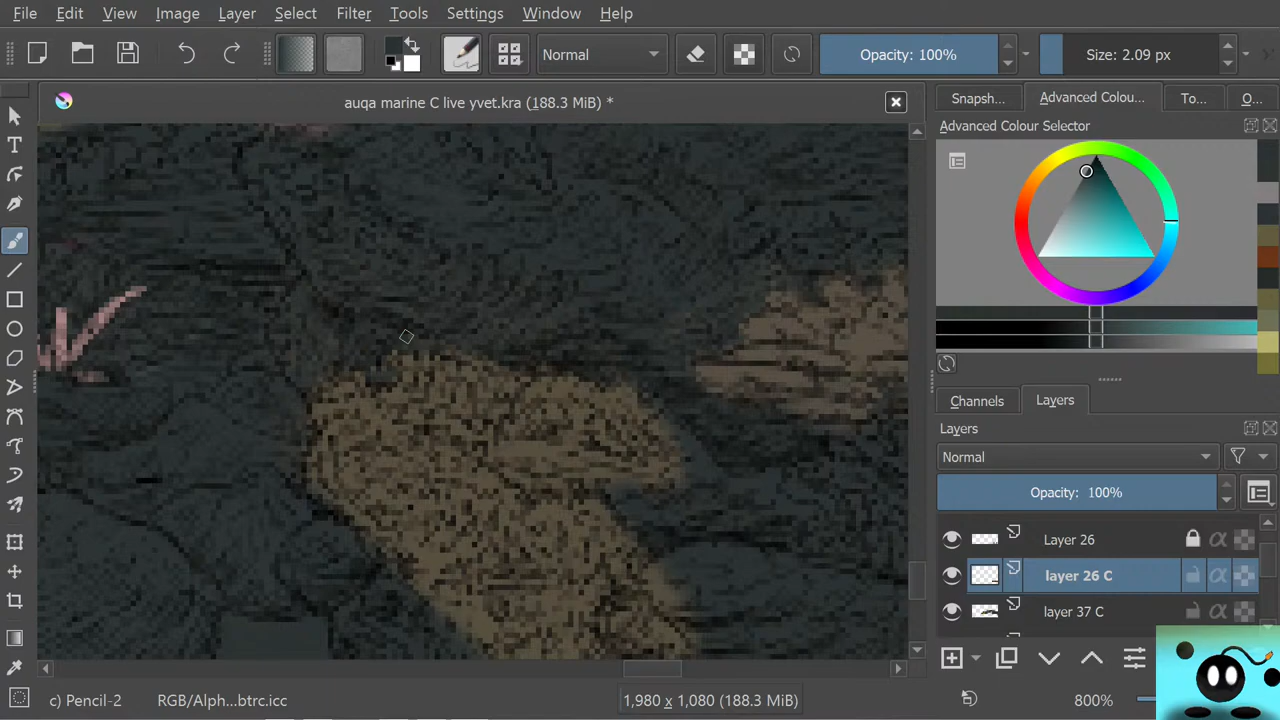 File Edit View Image Layer Select Filter Tools Settings Window Help
Normal Opacity: 100% Size: 2.09 px
auqa marine C live yvet.kra (188.3 MiB) *
Snapsh... Advanced Colou... To... O...
Advanced Colour Selector
Channels Layers
Layers
Normal
Opacity: 100%
Layer 26
layer 26 C
layer 37 C
c) Pencil-2 RGB/Alph...btrc.icc 1,980 x 1,080 (188.3 MiB) 800%